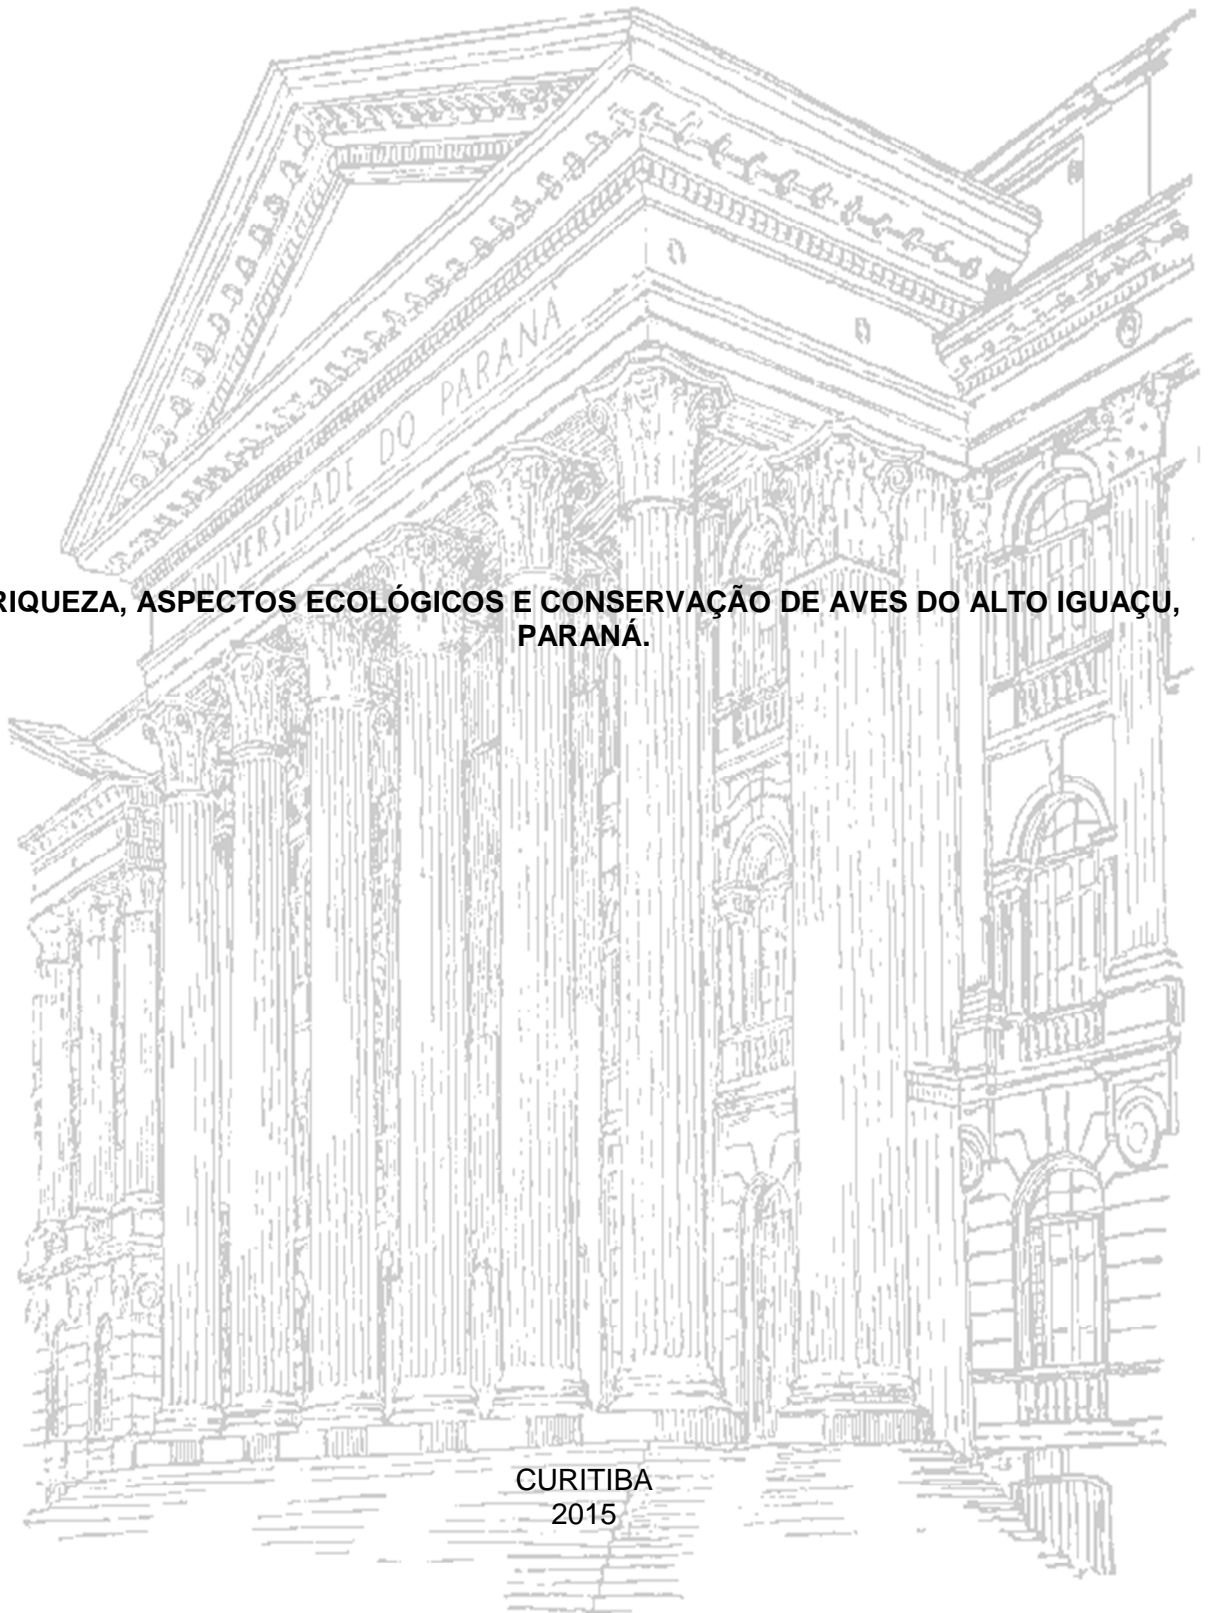 UNIVERSIDADE DO PARANÁ
RIQUEZA, ASPECTOS ECOLÓGICOS E CONSERVAÇÃO DE AVES DO ALTO IGUAÇU,
PARANÁ.
CURITIBA
2015